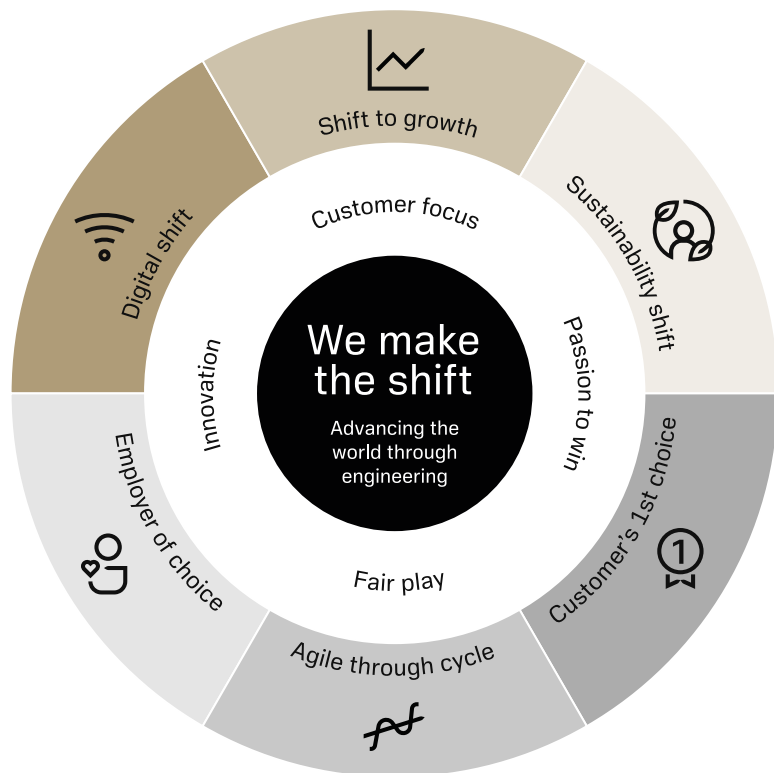 Shift to growth
Sustainability shift
Customer's 1st choice
Agile through cycle
Employer of choice
Digital shift
Customer focus
Passion to win
Fair play
Innovation
We make
the shift
Advancing the
world through
engineering
1